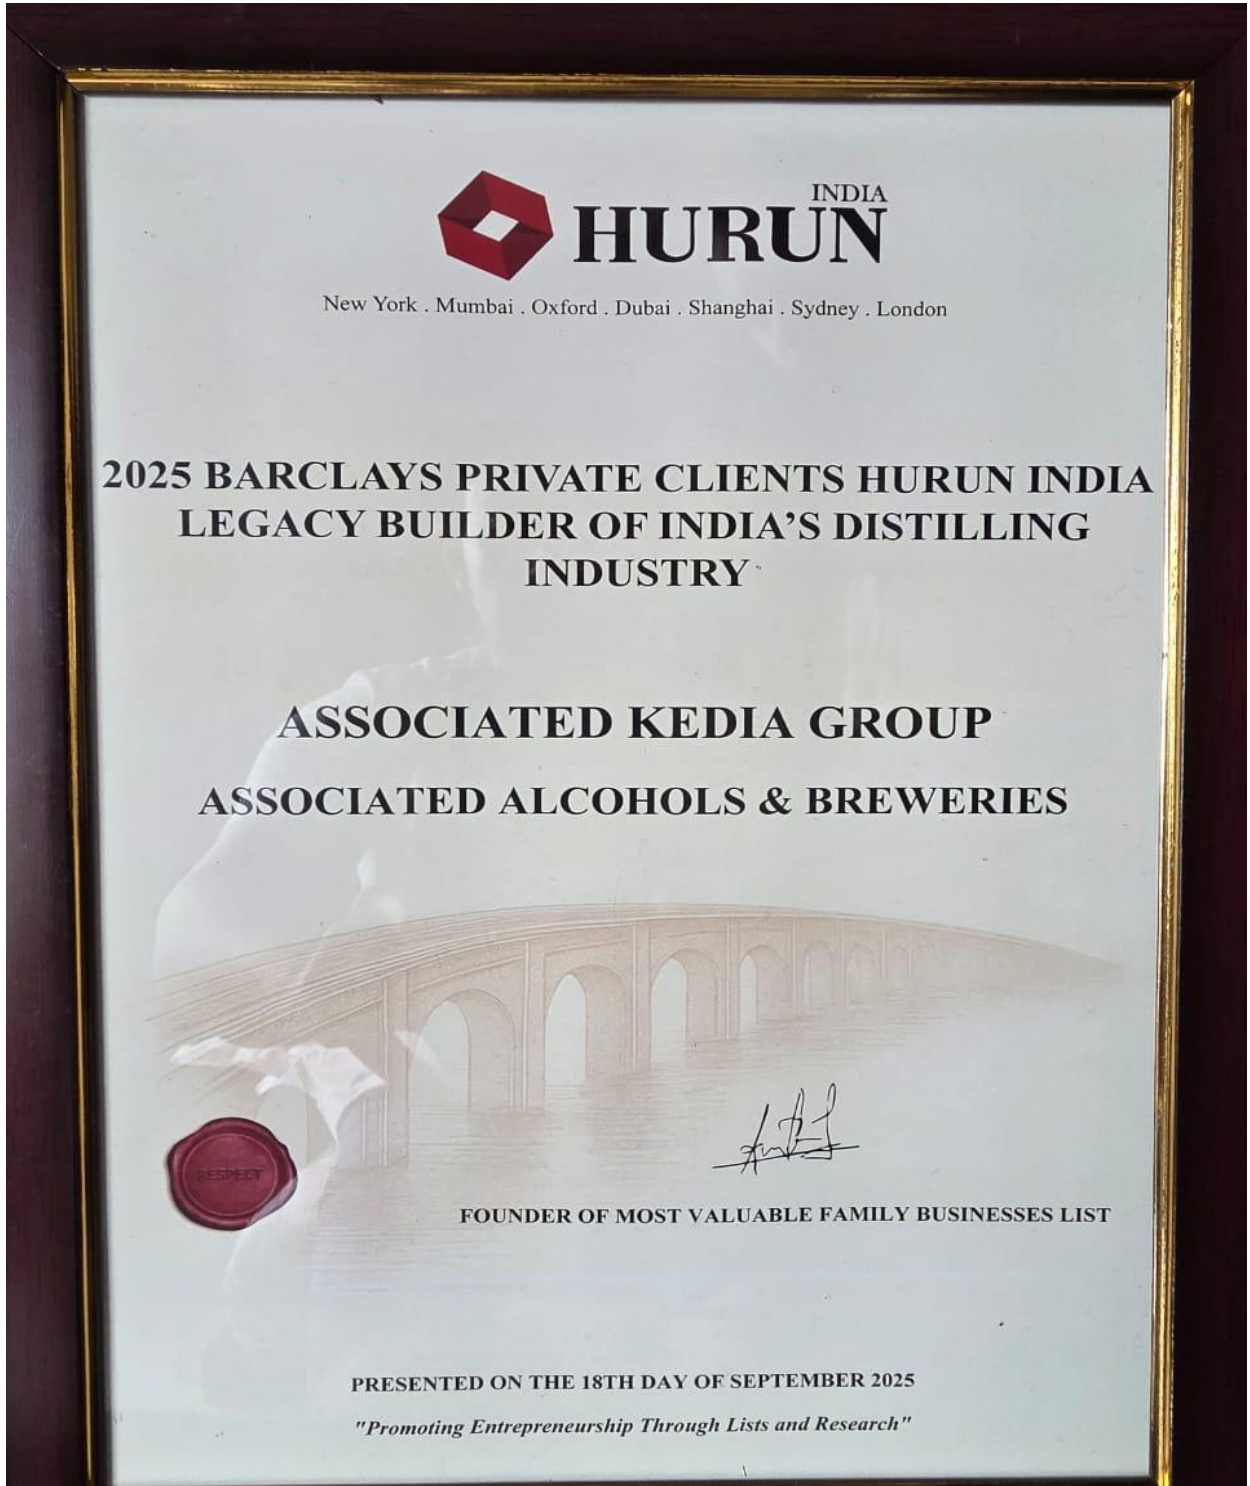 INDIA
HURUN
New York . Mumbai . Oxford . Dubai . Shanghai . Sydney . London
2025 BARCLAYS PRIVATE CLIENTS HURUN INDIA
LEGACY BUILDER OF INDIA'S DISTILLING
INDUSTRY
ASSOCIATED KEDIA GROUP
ASSOCIATED ALCOHOLS & BREWERIES
RESPECT
FOUNDER OF MOST VALUABLE FAMILY BUSINESSES LIST
PRESENTED ON THE 18TH DAY OF SEPTEMBER 2025
"Promoting Entrepreneurship Through Lists and Research"